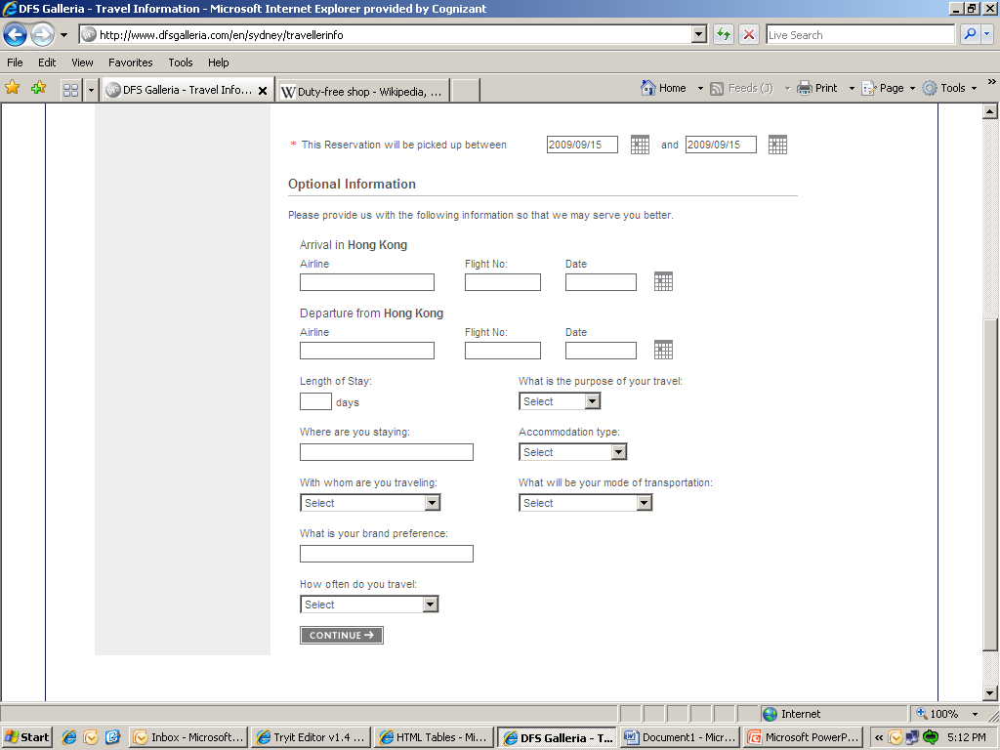 DFS Galleria - Travel Information - Microsoft Internet Explorer provided by Cognizant
http://www.dfsgalleria.com/en/sydney/travellerinfo
Live Search
File Edit View Favorites Tools Help
DFS Galleria - Travel Info...
Duty-free shop - Wikipedia, ...
Home Feeds (J) Print Page Tools »
* This Reservation will be picked up between 2009/09/15 and 2009/09/15
Optional Information
Please provide us with the following information so that we may serve you better.
Arrival in Hong Kong
Airline Flight No: Date
Departure from Hong Kong
Airline Flight No: Date
Length of Stay: What is the purpose of your travel:
days Select
Where are you staying: Accommodation type:
Select
With whom are you traveling: What will be your mode of transportation:
Select Select
What is your brand preference:
How often do you travel:
Select
CONTINUE →
Internet 100%
Start Inbox - Microsoft... Tryit Editor v1.4 ... HTML Tables - Mi... DFS Galleria - T... Document1 - Micr... Microsoft PowerP... « 5:12 PM